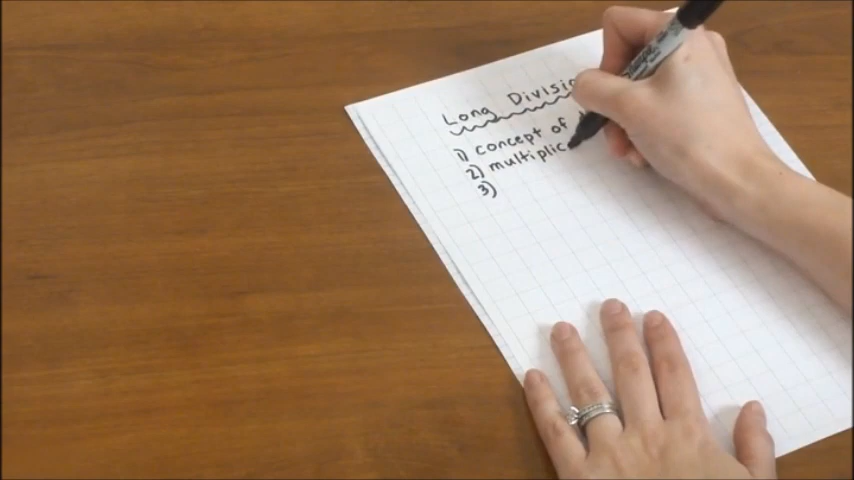 Long Divisi
1) concept of
2) multiplic
3)